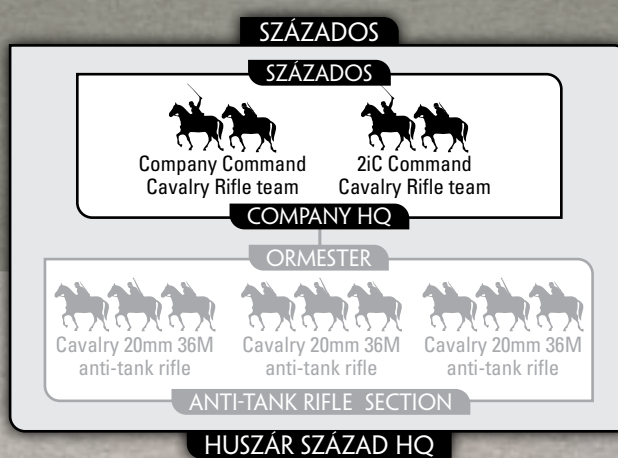 SZÁZADOS
SZÁZADOS
Company Command
Cavalry Rifle team
2iC Command
Cavalry Rifle team
COMPANY HQ
ORMESTER
Cavalry 20mm 36M
anti-tank rifle
Cavalry 20mm 36M
anti-tank rifle
Cavalry 20mm 36M
anti-tank rifle
ANTI-TANK RIFLE SECTION
HUSZÁR SZÁZAD HQ